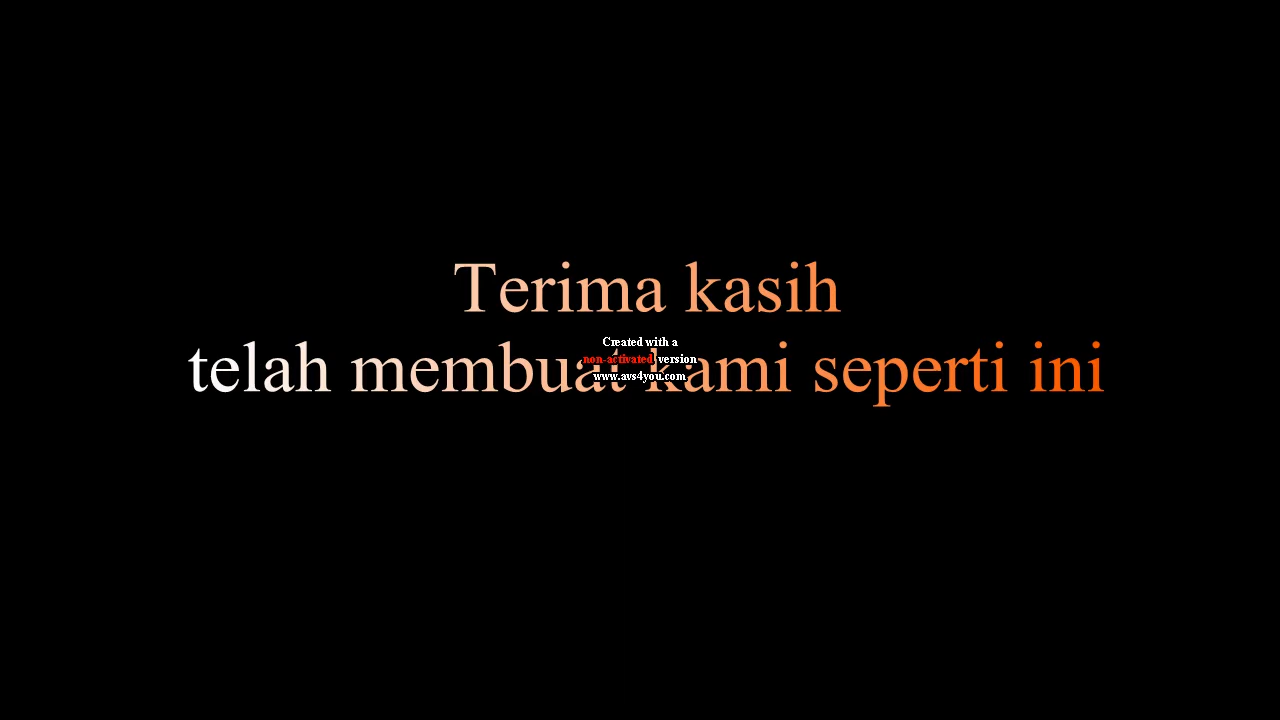 Terima kasih
telah membuat kami seperti ini
Created with a
non-activated version
www.avs4you.com